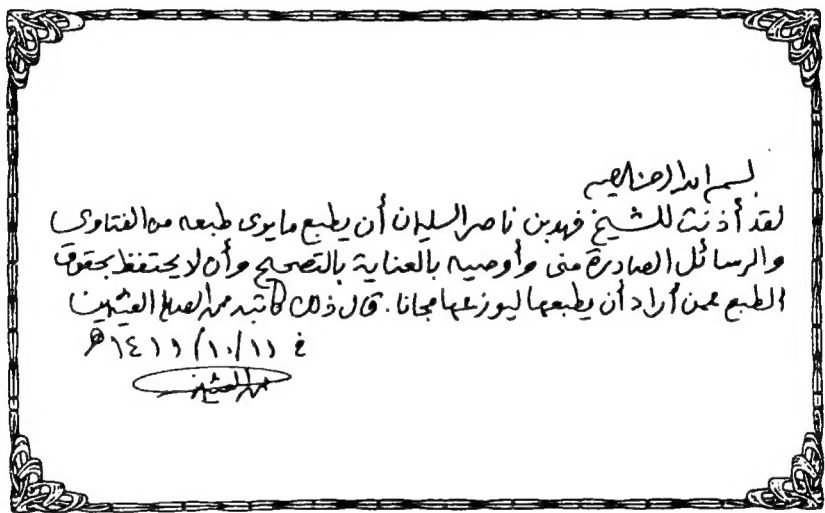 بسم الله الرحمن الرحيم
لقد أذنت للشيخ فهد بن ناصر السليمان أن يطبع ما يرى طبعه من الفتاوى
والرسائل الصادرة مني وأوصيه بالعناية بالتصحيح وأن لا يحتفظ بحقوق
الطبع عمن أراد أن يطبعها ليوزعها مجانا. قال ذلك كاتبه محمد الصالح العثيمين
في ١١/ ١٠/ ١٤١١ هـ
محمد العثيمين